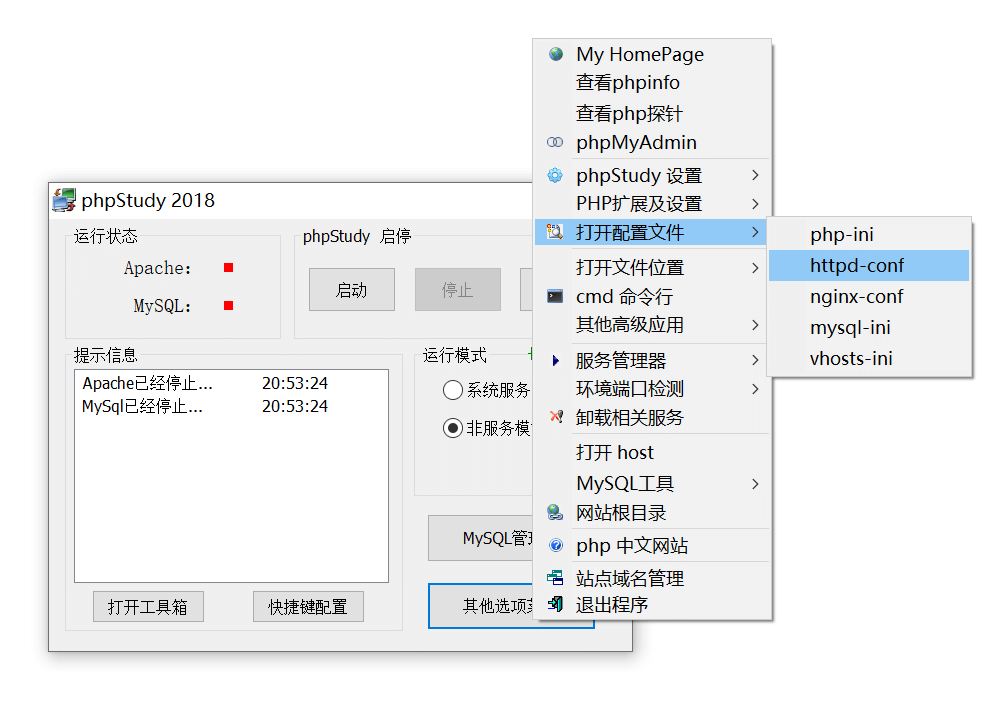 phpStudy 2018
运行状态
Apache:
MySQL:
phpStudy 启停
启动
停止
提示信息
Apache已经停止... 20:53:24
MySql已经停止... 20:53:24
打开工具箱
快捷键配置
运行模式
系统服务
非服务模
MySQL管
其他选项
My HomePage
查看phpinfo
查看php探针
phpMyAdmin
phpStudy 设置
PHP扩展及设置
打开配置文件
打开文件位置
cmd 命令行
其他高级应用
服务管理器
环境端口检测
卸载相关服务
打开 host
MySQL工具
网站根目录
php 中文网站
站点域名管理
退出程序
php-ini
httpd-conf
nginx-conf
mysql-ini
vhosts-ini